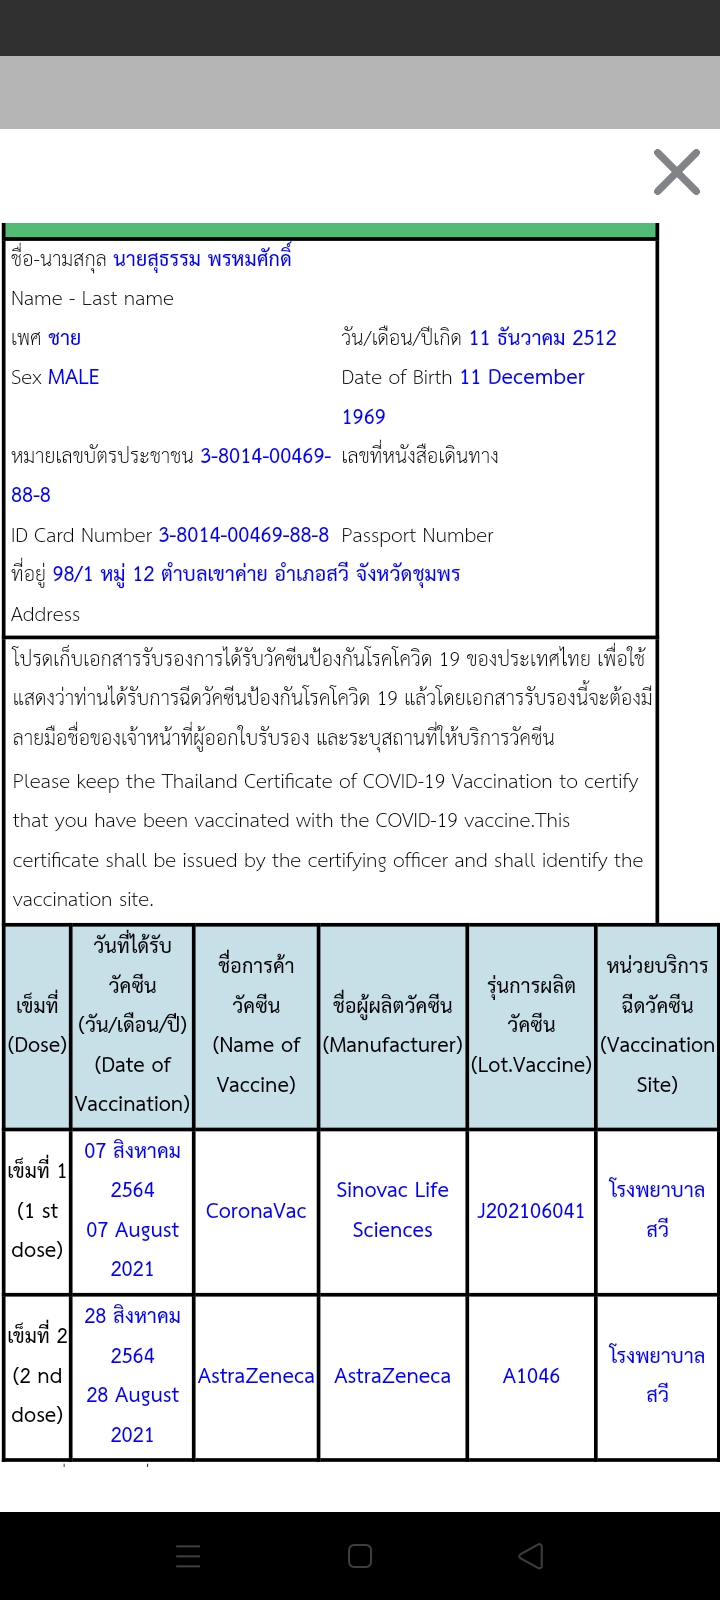 ชื่อ-นามสกุล นายสุธรรม พรหมศักดิ์
Name - Last name
เพศ ชาย วัน/เดือน/ปีเกิด 11 ธันวาคม 2512
Sex MALE Date of Birth 11 December
1969
หมายเลขบัตรประชาชน 3-8014-00469- เลขที่หนังสือเดินทาง
88-8
ID Card Number 3-8014-00469-88-8 Passport Number
ที่อยู่ 98/1 หมู่ 12 ตำบลเขาค่าย อำเภอสวี จังหวัดชุมพร
Address
โปรดเก็บเอกสารรับรองการได้รับวัคซีนป้องกันโรคโควิด 19 ของประเทศไทย เพื่อใช้
แสดงว่าท่านได้รับการฉีดวัคซีนป้องกันโรคโควิด 19 แล้วโดยเอกสารรับรองนี้จะต้องมี
ลายมือชื่อของเจ้าหน้าที่ผู้ออกใบรับรอง และระบุสถานที่ให้บริการวัคซีน
Please keep the Thailand Certificate of COVID-19 Vaccination to certify
that you have been vaccinated with the COVID-19 vaccine.This
certificate shall be issued by the certifying officer and shall identify the
vaccination site.
เข็มที่
(Dose)
วันที่ได้รับ
วัคซีน
(วัน/เดือน/ปี)
(Date of
Vaccination)
ชื่อการค้า
วัคซีน
(Name of
Vaccine)
ชื่อผู้ผลิตวัคซีน
(Manufacturer)
รุ่นการผลิต
วัคซีน
(Lot.Vaccine)
หน่วยบริการ
ฉีดวัคซีน
(Vaccination
Site)
เข็มที่ 1
(1 st
dose)
07 สิงหาคม
2564
07 August
2021
CoronaVac
Sinovac Life
Sciences
J202106041
โรงพยาบาล
สวี
เข็มที่ 2
(2 nd
dose)
28 สิงหาคม
2564
28 August
2021
AstraZeneca
AstraZeneca
A1046
โรงพยาบาล
สวี